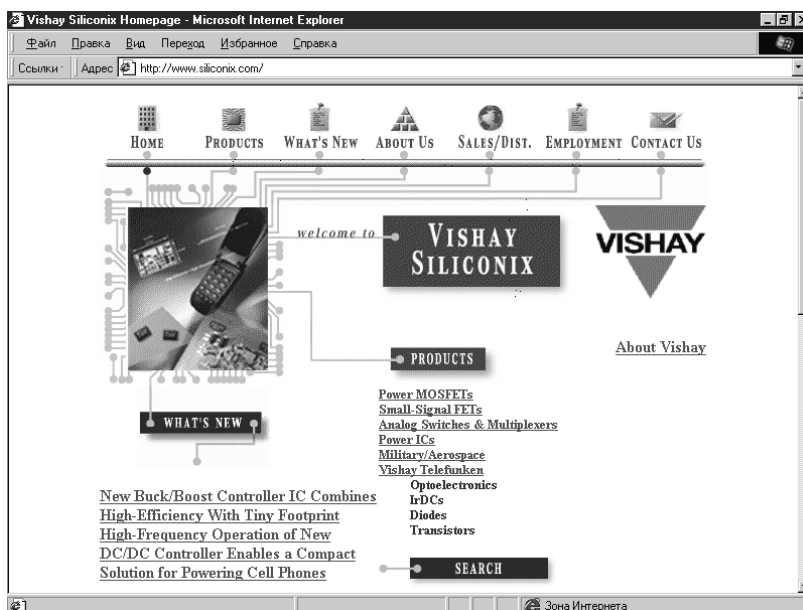 Vishay Siliconix Homepage - Microsoft Internet Explorer
Файл Правка Вид Переход Избранное Справка
Ссылки Адрес http://www.siliconix.com/
HOME PRODUCTS WHAT'S NEW ABOUT US SALES/DIST. EMPLOYMENT CONTACT US
welcome to
VISHAY
SILICONIX
VISHAY
About Vishay
PRODUCTS
Power MOSFETs
Small-Signal FETs
Analog Switches & Multiplexers
Power ICs
Military/Aerospace
Vishay Telefunken
Optoelectronics
IrDCs
Diodes
Transistors
WHAT'S NEW
New Buck/Boost Controller IC Combines
High-Efficiency With Tiny Footprint
High-Frequency Operation of New
DC/DC Controller Enables a Compact
Solution for Powering Cell Phones
SEARCH
Зона Интернета